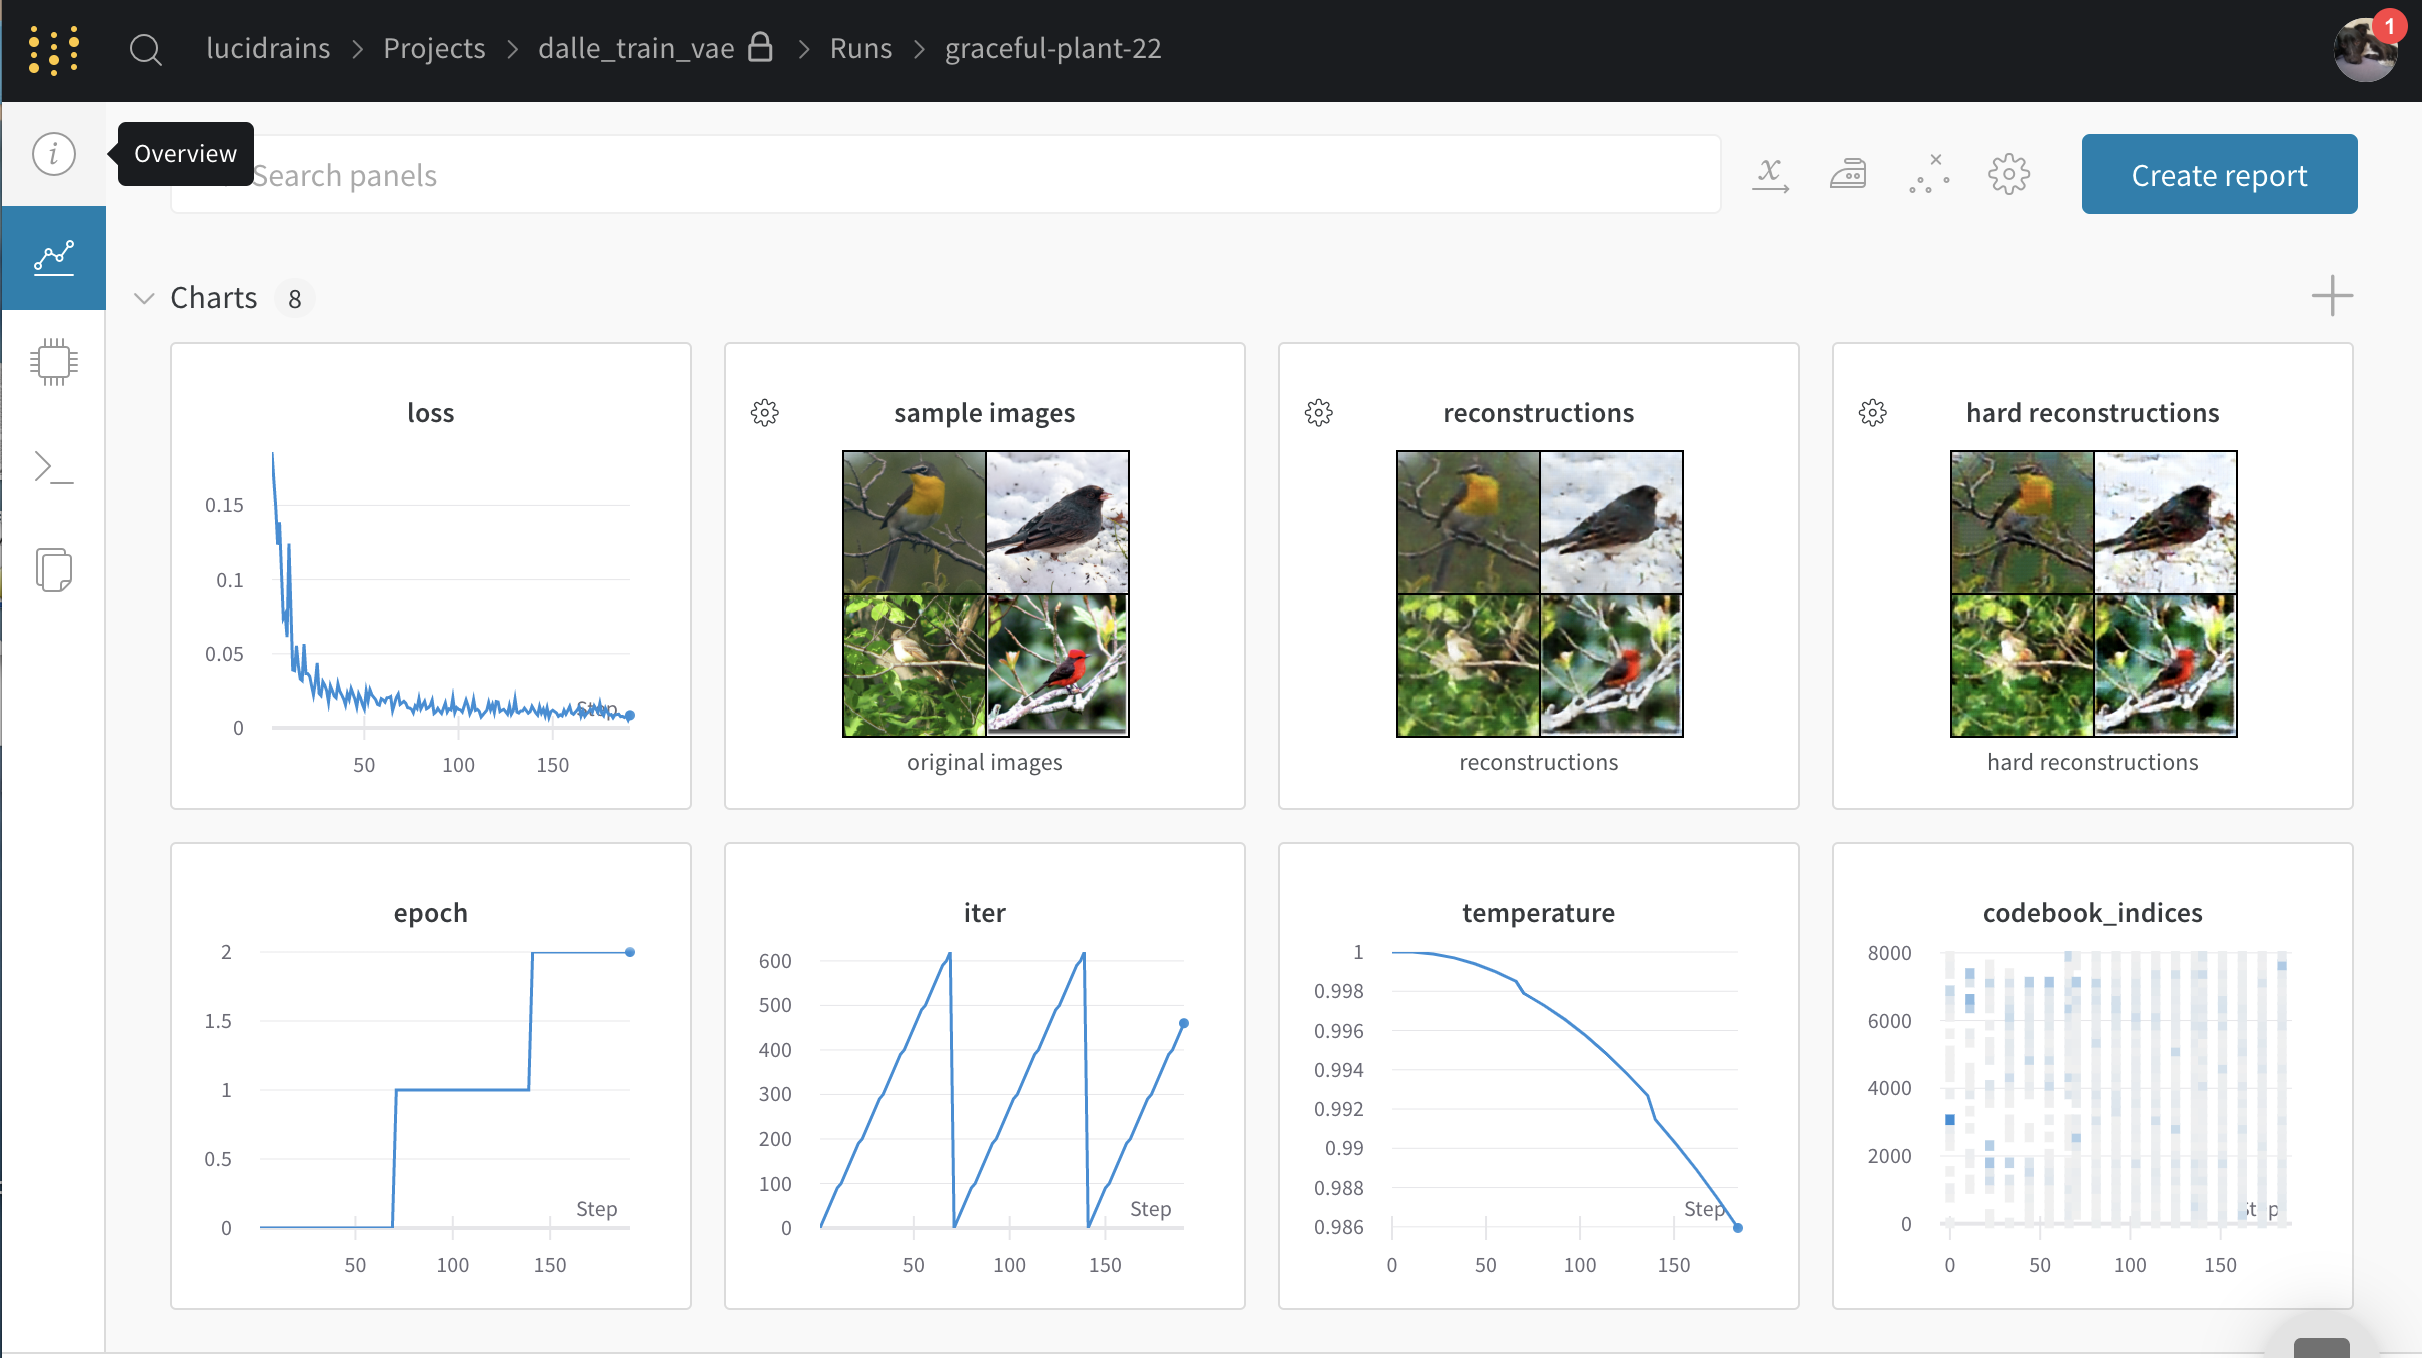 lucidrains > Projects > dalle_train_vae > Runs > graceful-plant-22
1
Overview
Search panels
Create report
Charts 8
loss
0.15
0.1
0.05
0
Step
50 100 150
sample images
original images
reconstructions
reconstructions
hard reconstructions
hard reconstructions
epoch
2
1.5
1
0.5
0
Step
50 100 150
iter
600
500
400
300
200
100
0
Step
50 100 150
temperature
1
0.998
0.996
0.994
0.992
0.99
0.988
0.986
Step
0 50 100 150
codebook_indices
8000
6000
4000
2000
0
Step
0 50 100 150